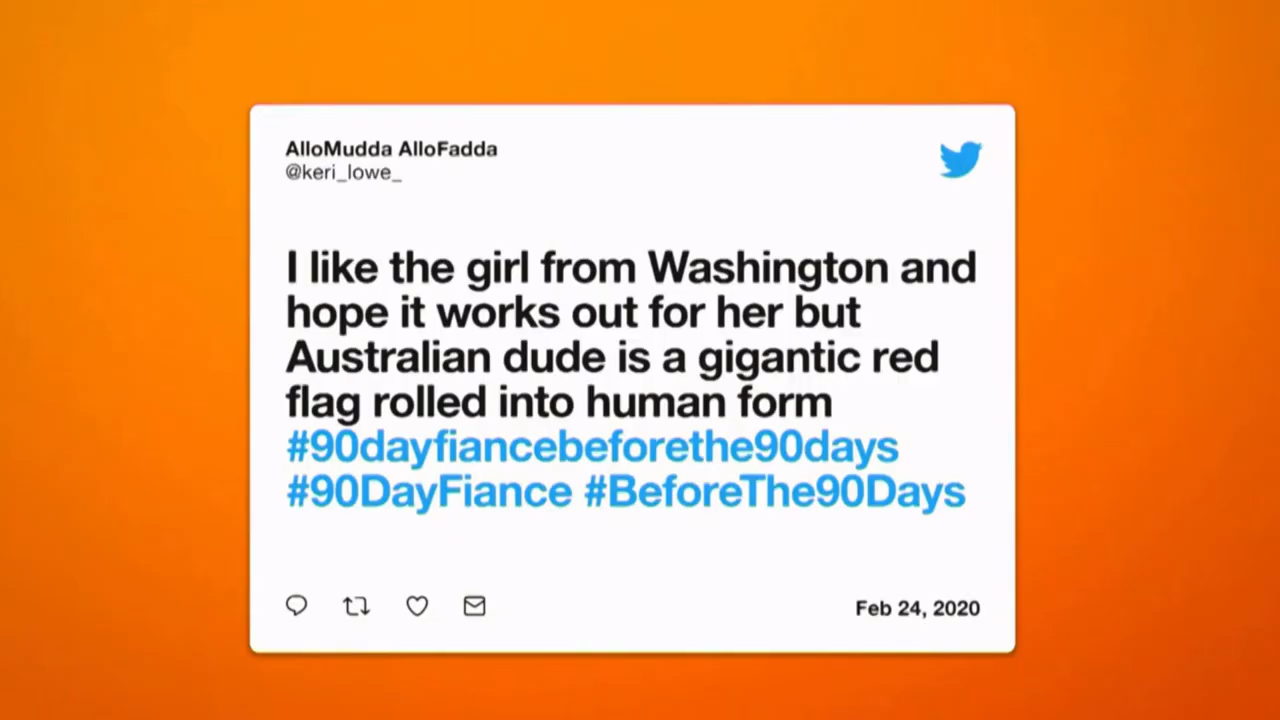 AlloMudda AlloFadda
@keri_lowe_
I like the girl from Washington and
hope it works out for her but
Australian dude is a gigantic red
flag rolled into human form
#90dayfiancebeforethe90days
#90DayFiance #BeforeThe90Days
Feb 24, 2020